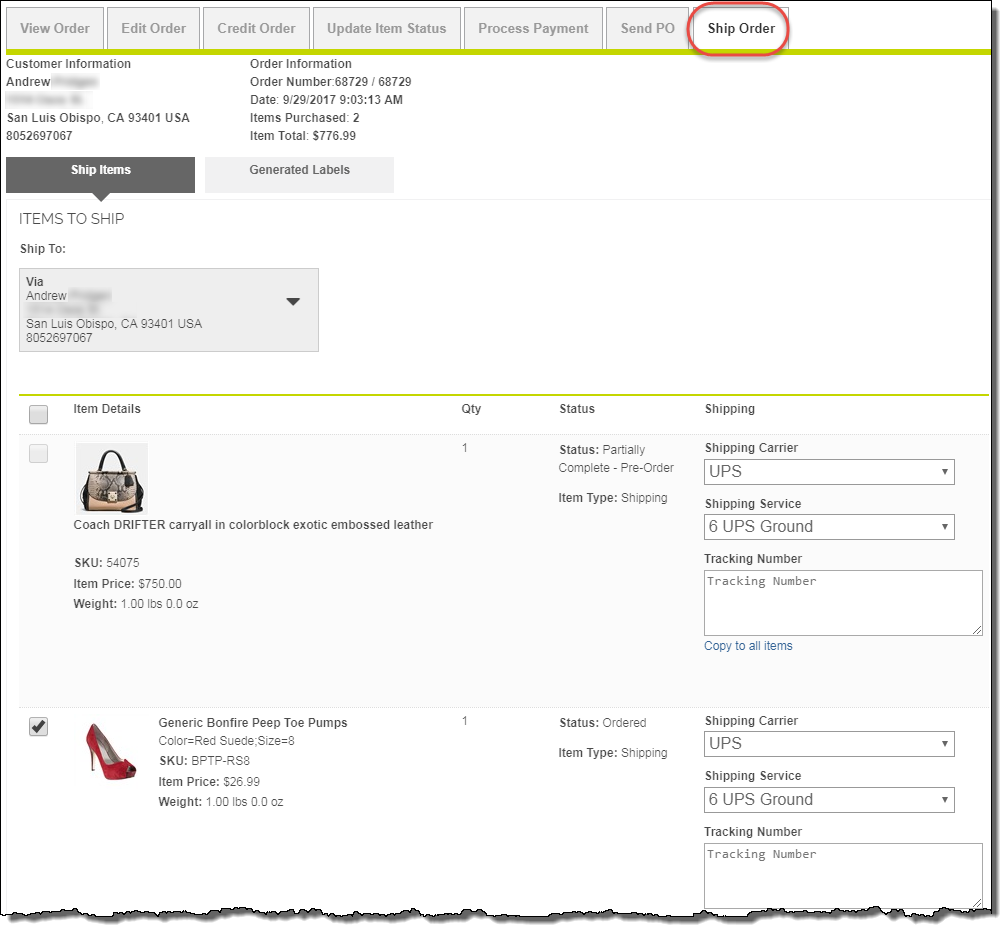 View Order
Edit Order
Credit Order
Update Item Status
Process Payment
Send PO
Ship Order
Customer Information
Andrew
San Luis Obispo, CA 93401 USA
8052697067
Order Information
Order Number:68729 / 68729
Date: 9/29/2017 9:03:13 AM
Items Purchased: 2
Item Total: $776.99
Ship Items
Generated Labels
ITEMS TO SHIP
Ship To:
Via
Andrew
San Luis Obispo, CA 93401 USA
8052697067
Item Details
Qty
Status
Shipping
Coach DRIFTER carryall in colorblock exotic embossed leather
SKU: 54075
Item Price: $750.00
Weight: 1.00 lbs 0.0 oz
1
Status: Partially
Complete - Pre-Order
Item Type: Shipping
Shipping Carrier
UPS
Shipping Service
6 UPS Ground
Tracking Number
Tracking Number
Copy to all items
Generic Bonfire Peep Toe Pumps
Color=Red Suede;Size=8
SKU: BPTP-RS8
Item Price: $26.99
Weight: 1.00 lbs 0.0 oz
1
Status: Ordered
Item Type: Shipping
Shipping Carrier
UPS
Shipping Service
6 UPS Ground
Tracking Number
Tracking Number